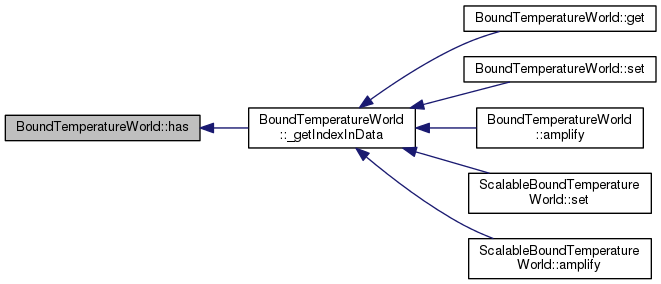 BoundTemperatureWorld::get
BoundTemperatureWorld::set
BoundTemperatureWorld::has
BoundTemperatureWorld
::_getIndexInData
BoundTemperatureWorld
::amplify
ScalableBoundTemperature
World::set
ScalableBoundTemperature
World::amplify